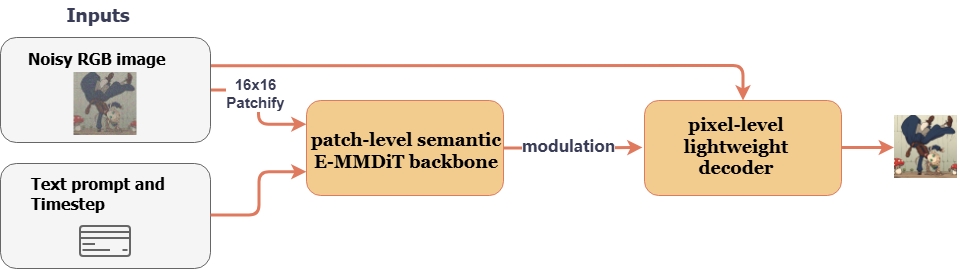 Inputs
Noisy RGB image
16x16
Patchify
patch-level semantic
E-MMDiT backbone
modulation
pixel-level
lightweight
decoder
Text prompt and
Timestep